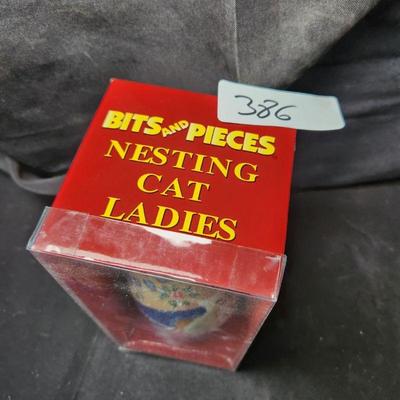 386
BITS AND PIECES
NESTING
CAT
LADIES